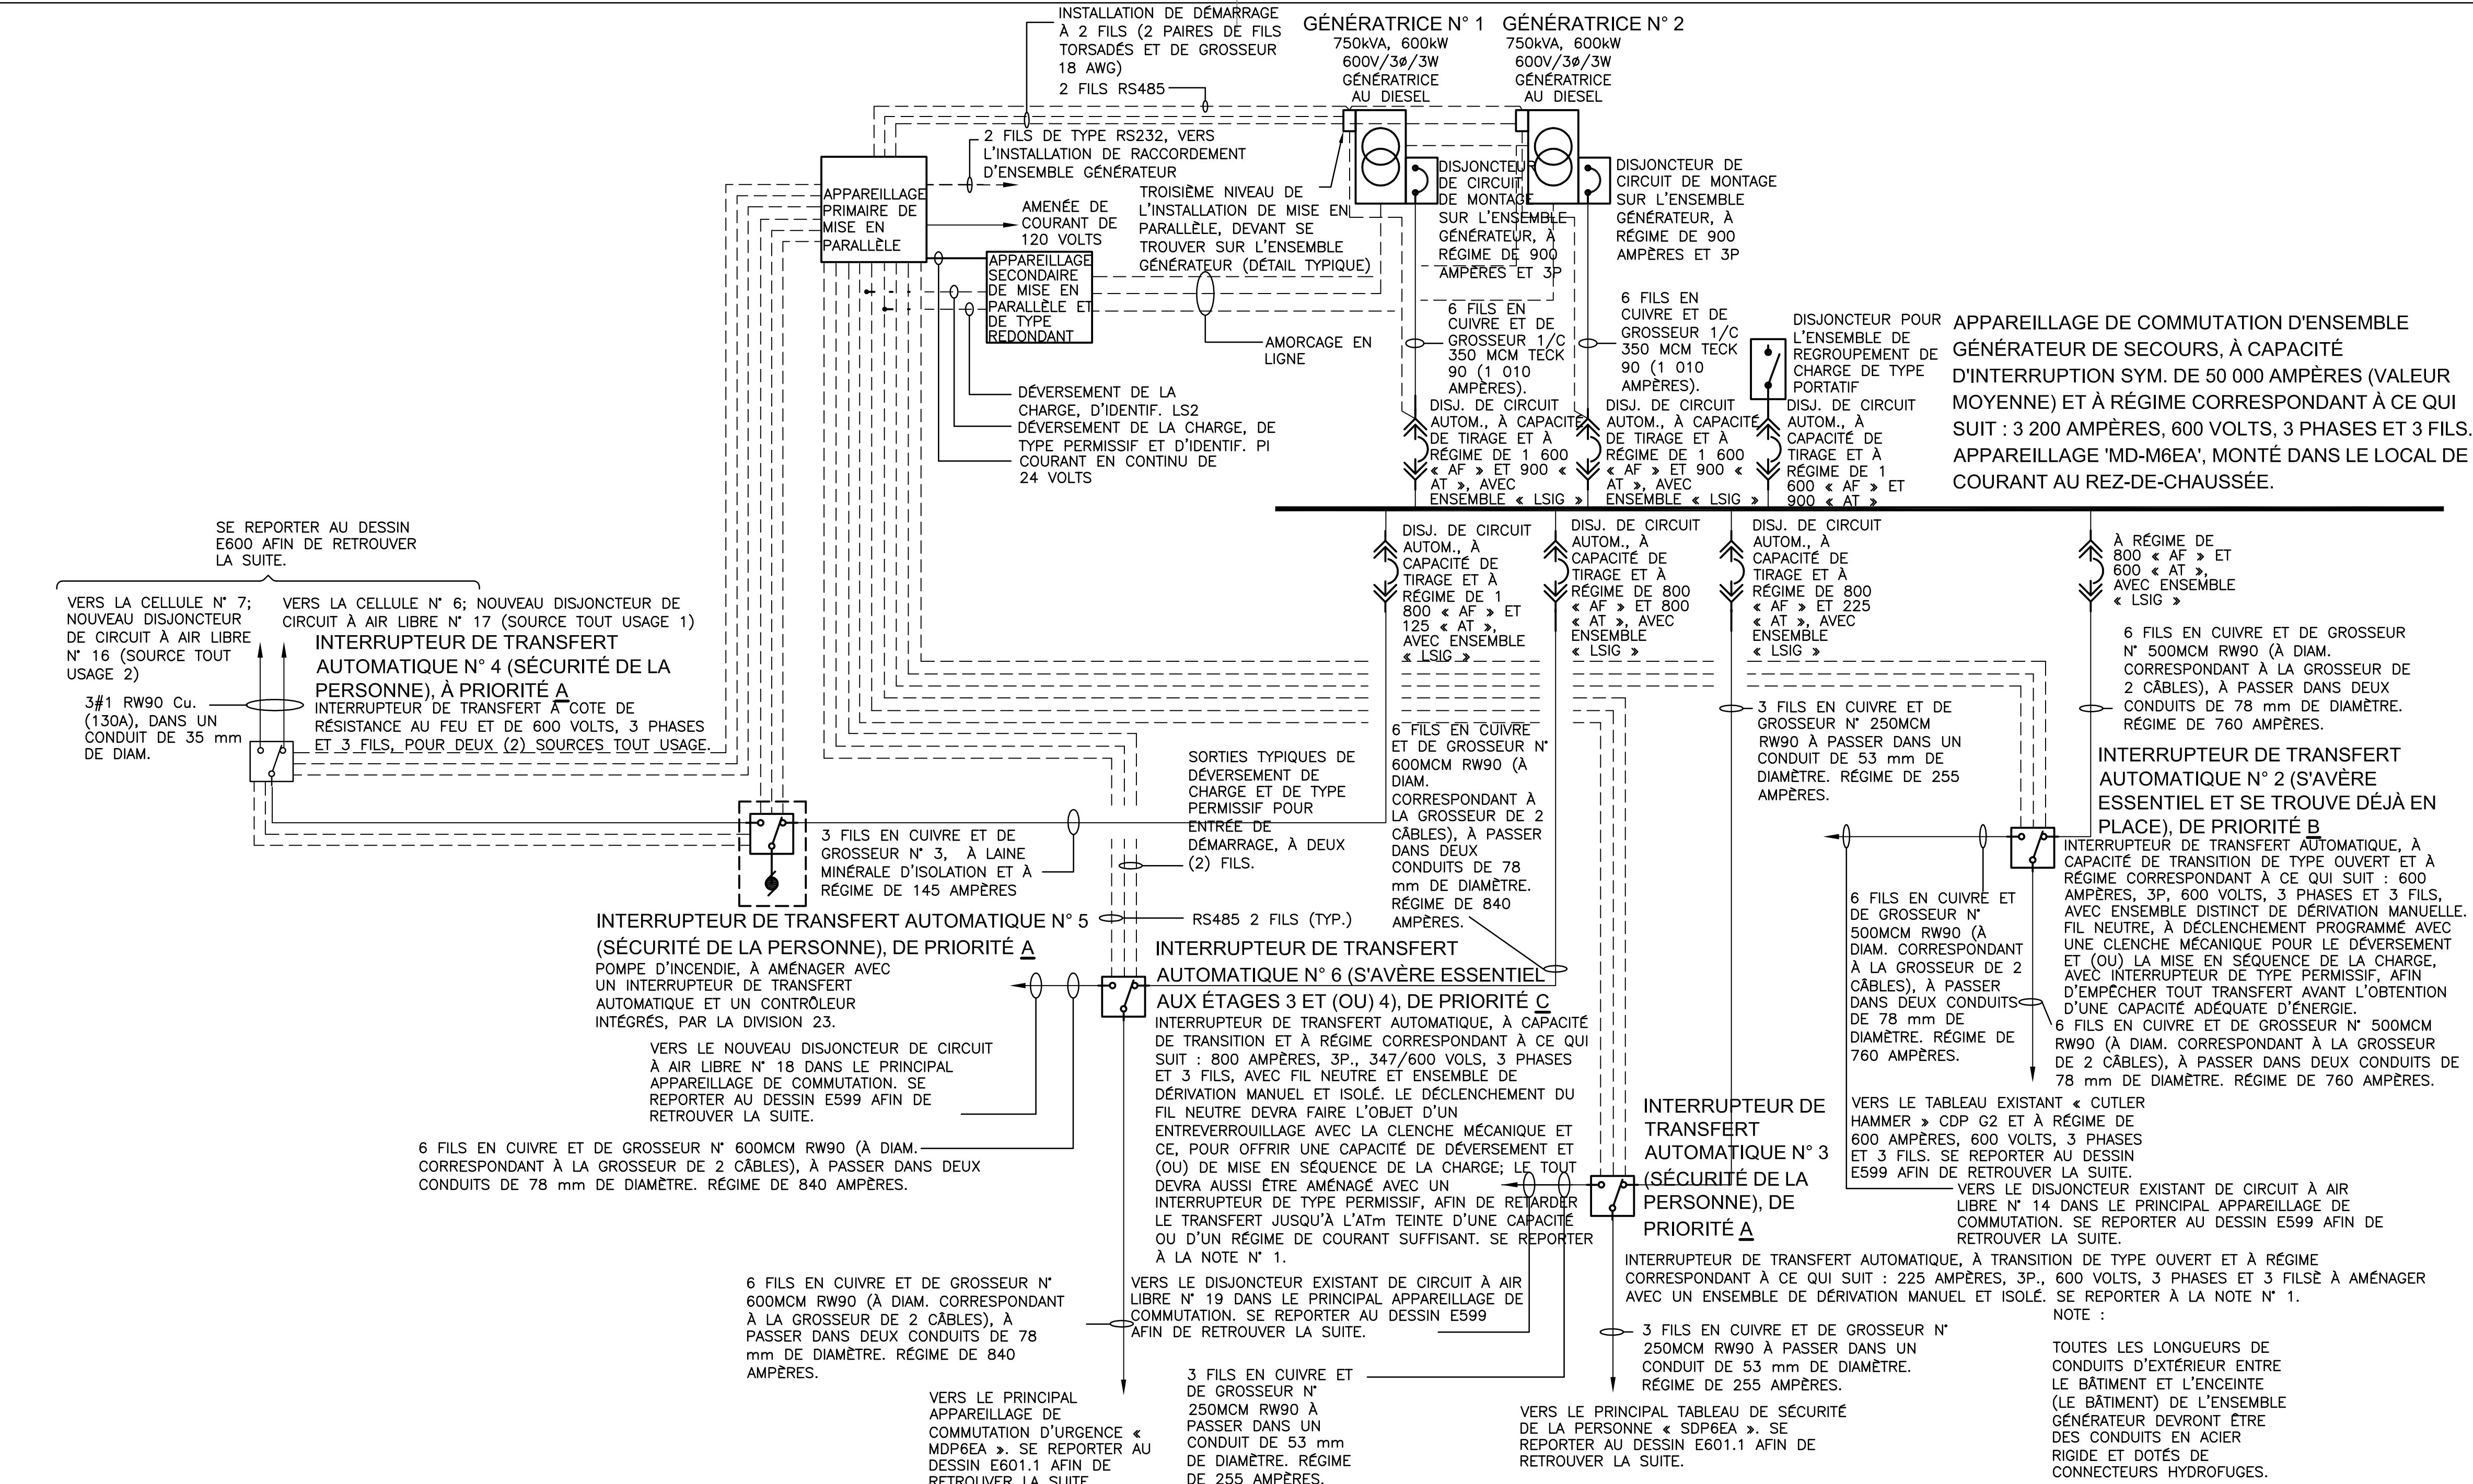 INSTALLATION DE DÉMARRAGE
À 2 FILS (2 PAIRES DE FILS
TORSADÉS ET DE GROSSEUR
18 AWG)
2 FILS RS485
GÉNÉRATRICE N° 1
750kVA, 600kW
600V/3ø/3W
GÉNÉRATRICE
AU DIESEL
GÉNÉRATRICE N° 2
750kVA, 600kW
600V/3ø/3W
GÉNÉRATRICE
AU DIESEL
2 FILS DE TYPE RS232, VERS
L'INSTALLATION DE RACCORDEMENT
D'ENSEMBLE GÉNÉRATEUR
APPAREILLAGE
PRIMAIRE DE
MISE EN
PARALLÈLE
AMENÉE DE
COURANT DE
120 VOLTS
TROISIÈME NIVEAU DE
L'INSTALLATION DE MISE EN
PARALLÈLE, DEVANT SE
TROUVER SUR L'ENSEMBLE
GÉNÉRATEUR (DÉTAIL TYPIQUE)
DISJONCTEUR
DE CIRCUIT
DE MONTAGE
SUR L'ENSEMBLE
GÉNÉRATEUR, À
RÉGIME DE 900
AMPÈRES ET 3P
DISJONCTEUR DE
CIRCUIT DE MONTAGE
SUR L'ENSEMBLE
GÉNÉRATEUR, À
RÉGIME DE 900
AMPÈRES ET 3P
APPAREILLAGE
SECONDAIRE
DE MISE EN
PARALLÈLE ET
DE TYPE
REDONDANT
AMORCAGE EN
LIGNE
6 FILS EN
CUIVRE ET DE
GROSSEUR 1/C
350 MCM TECK
90 (1 010
AMPÈRES).
6 FILS EN
CUIVRE ET DE
GROSSEUR 1/C
350 MCM TECK
90 (1 010
AMPÈRES).
DISJONCTEUR POUR
L'ENSEMBLE DE
REGROUPEMENT DE
CHARGE DE TYPE
PORTATIF
APPAREILLAGE DE COMMUTATION D'ENSEMBLE
GÉNÉRATEUR DE SECOURS, À CAPACITÉ
D'INTERRUPTION SYM. DE 50 000 AMPÈRES (VALEUR
MOYENNE) ET À RÉGIME CORRESPONDANT À CE QUI
SUIT : 3 200 AMPÈRES, 600 VOLTS, 3 PHASES ET 3 FILS.
APPAREILLAGE 'MD-M6EA', MONTÉ DANS LE LOCAL DE
COURANT AU REZ-DE-CHAUSSÉE.
DÉVERSEMENT DE LA
CHARGE, D'IDENTIF. LS2
DÉVERSEMENT DE LA CHARGE, DE
TYPE PERMISSIF ET D'IDENTIF. PI
COURANT EN CONTINU DE
24 VOLTS
DISJ. DE CIRCUIT
AUTOM., À CAPACITÉ
DE TIRAGE ET À
RÉGIME DE 1 600
« AF » ET 900 «
AT », AVEC
ENSEMBLE « LSIG »
DISJ. DE CIRCUIT
AUTOM., À CAPACITÉ
DE TIRAGE ET À
RÉGIME DE 1 600
« AF » ET 900 «
AT », AVEC
ENSEMBLE « LSIG »
DISJ. DE CIRCUIT
AUTOM., À
CAPACITÉ DE
TIRAGE ET À
RÉGIME DE 1
600 « AF » ET
900 « AT »
SE REPORTER AU DESSIN
E600 AFIN DE RETROUVER
LA SUITE.
VERS LA CELLULE N° 7;
NOUVEAU DISJONCTEUR
DE CIRCUIT À AIR LIBRE
N° 16 (SOURCE TOUT
USAGE 2)
VERS LA CELLULE N° 6; NOUVEAU DISJONCTEUR DE
CIRCUIT À AIR LIBRE N° 17 (SOURCE TOUT USAGE 1)
INTERRUPTEUR DE TRANSFERT
AUTOMATIQUE N° 4 (SÉCURITÉ DE LA
PERSONNE), À PRIORITÉ A
INTERRUPTEUR DE TRANSFERT À COTE DE
RÉSISTANCE AU FEU ET DE 600 VOLTS, 3 PHASES
ET 3 FILS, POUR DEUX (2) SOURCES TOUT USAGE.
3#1 RW90 Cu.
(130A), DANS UN
CONDUIT DE 35 mm
DE DIAM.
DISJ. DE CIRCUIT
AUTOM., À
CAPACITÉ DE
TIRAGE ET À
RÉGIME DE 1
800 « AF » ET
125 « AT »,
AVEC ENSEMBLE
« LSIG »
DISJ. DE CIRCUIT
AUTOM., À
CAPACITÉ DE
TIRAGE ET À
RÉGIME DE 800
« AF » ET 800
« AT », AVEC
ENSEMBLE
« LSIG »
DISJ. DE CIRCUIT
AUTOM., À
CAPACITÉ DE
TIRAGE ET À
RÉGIME DE 800
« AF » ET 225
« AT », AVEC
ENSEMBLE
« LSIG »
À RÉGIME DE
800 « AF » ET
600 « AT »,
AVEC ENSEMBLE
« LSIG »
6 FILS EN CUIVRE ET DE GROSSEUR
N° 500MCM RW90 (À DIAM.
CORRESPONDANT À LA GROSSEUR DE
2 CÂBLES), À PASSER DANS DEUX
CONDUITS DE 78 mm DE DIAMÈTRE.
RÉGIME DE 760 AMPÈRES.
3 FILS EN CUIVRE ET DE
GROSSEUR N° 250MCM
RW90 À PASSER DANS UN
CONDUIT DE 53 mm DE
DIAMÈTRE. RÉGIME DE 255
AMPÈRES.
6 FILS EN CUIVRE
ET DE GROSSEUR N°
600MCM RW90 (À
DIAM.
CORRESPONDANT À
LA GROSSEUR DE 2
CÂBLES), À PASSER
DANS DEUX
CONDUITS DE 78
mm DE DIAMÈTRE.
RÉGIME DE 840
AMPÈRES.
SORTIES TYPIQUES DE
DÉVERSEMENT DE
CHARGE ET DE TYPE
PERMISSIF POUR
ENTRÉE DE
DÉMARRAGE, À DEUX
(2) FILS.
3 FILS EN CUIVRE ET DE
GROSSEUR N° 3, À LAINE
MINÉRALE D'ISOLATION ET À
RÉGIME DE 145 AMPÈRES
RS485 2 FILS (TYP.)
INTERRUPTEUR DE TRANSFERT
AUTOMATIQUE N° 2 (S'AVÈRE
ESSENTIEL ET SE TROUVE DÉJÀ EN
PLACE), DE PRIORITÉ B
INTERRUPTEUR DE TRANSFERT AUTOMATIQUE, À
CAPACITÉ DE TRANSITION DE TYPE OUVERT ET À
RÉGIME CORRESPONDANT À CE QUI SUIT : 600
AMPÈRES, 3P, 600 VOLTS, 3 PHASES ET 3 FILS,
AVEC ENSEMBLE DISTINCT DE DÉRIVATION MANUELLE.
FIL NEUTRE, À DÉCLENCHEMENT PROGRAMMÉ AVEC
UNE CLENCHE MÉCANIQUE POUR LE DÉVERSEMENT
ET (OU) LA MISE EN SÉQUENCE DE LA CHARGE,
AVEC INTERRUPTEUR DE TYPE PERMISSIF, AFIN
D'EMPÊCHER TOUT TRANSFERT AVANT L'OBTENTION
D'UNE CAPACITÉ ADÉQUATE D'ÉNERGIE.
6 FILS EN CUIVRE ET
DE GROSSEUR N°
500MCM RW90 (À
DIAM. CORRESPONDANT
À LA GROSSEUR DE 2
CÂBLES), À PASSER
DANS DEUX CONDUITS
DE 78 mm DE
DIAMÈTRE. RÉGIME DE
760 AMPÈRES.
6 FILS EN CUIVRE ET DE GROSSEUR N° 500MCM
RW90 (À DIAM. CORRESPONDANT À LA GROSSEUR
DE 2 CÂBLES), À PASSER DANS DEUX CONDUITS DE
78 mm DE DIAMÈTRE. RÉGIME DE 760 AMPÈRES.
INTERRUPTEUR DE TRANSFERT AUTOMATIQUE N° 5
(SÉCURITÉ DE LA PERSONNE), DE PRIORITÉ A
POMPE D'INCENDIE, À AMÉNAGER AVEC
UN INTERRUPTEUR DE TRANSFERT
AUTOMATIQUE ET UN CONTRÔLEUR
INTÉGRÉS, PAR LA DIVISION 23.
VERS LE NOUVEAU DISJONCTEUR DE CIRCUIT
À AIR LIBRE N° 18 DANS LE PRINCIPAL
APPAREILLAGE DE COMMUTATION. SE
REPORTER AU DESSIN E599 AFIN DE
RETROUVER LA SUITE.
6 FILS EN CUIVRE ET DE GROSSEUR N° 600MCM RW90 (À DIAM.
CORRESPONDANT À LA GROSSEUR DE 2 CÂBLES), À PASSER DANS DEUX
CONDUITS DE 78 mm DE DIAMÈTRE. RÉGIME DE 840 AMPÈRES.
INTERRUPTEUR DE TRANSFERT
AUTOMATIQUE N° 6 (S'AVÈRE ESSENTIEL
AUX ÉTAGES 3 ET (OU) 4), DE PRIORITÉ C
INTERRUPTEUR DE TRANSFERT AUTOMATIQUE, À CAPACITÉ
DE TRANSITION ET À RÉGIME CORRESPONDANT À CE QUI
SUIT : 800 AMPÈRES, 3P., 347/600 VOLS, 3 PHASES
ET 3 FILS, AVEC FIL NEUTRE ET ENSEMBLE DE
DÉRIVATION MANUEL ET ISOLÉ. LE DÉCLENCHEMENT DU
FIL NEUTRE DEVRA FAIRE L'OBJET D'UN
ENTREVERROUILLAGE AVEC LA CLENCHE MÉCANIQUE ET
CE, POUR OFFRIR UNE CAPACITÉ DE DÉVERSEMENT ET
(OU) DE MISE EN SÉQUENCE DE LA CHARGE; LE TOUT
DEVRA AUSSI ÊTRE AMÉNAGÉ AVEC UN
INTERRUPTEUR DE TYPE PERMISSIF, AFIN DE RETARDER
LE TRANSFERT JUSQU'À L'ATm TEINTE D'UNE CAPACITÉ
OU D'UN RÉGIME DE COURANT SUFFISANT. SE REPORTER
À LA NOTE N° 1.
INTERRUPTEUR DE
TRANSFERT
AUTOMATIQUE N° 3
(SÉCURITÉ DE LA
PERSONNE), DE
PRIORITÉ A
VERS LE TABLEAU EXISTANT « CUTLER
HAMMER » CDP G2 ET À RÉGIME DE
600 AMPÈRES, 600 VOLTS, 3 PHASES
ET 3 FILS. SE REPORTER AU DESSIN
E599 AFIN DE RETROUVER LA SUITE.
VERS LE DISJONCTEUR EXISTANT DE CIRCUIT À AIR
LIBRE N° 14 DANS LE PRINCIPAL APPAREILLAGE DE
COMMUTATION. SE REPORTER AU DESSIN E599 AFIN DE
RETROUVER LA SUITE.
INTERRUPTEUR DE TRANSFERT AUTOMATIQUE, À TRANSITION DE TYPE OUVERT ET À RÉGIME
CORRESPONDANT À CE QUI SUIT : 225 AMPÈRES, 3P., 600 VOLTS, 3 PHASES ET 3 FILSÈ À AMÉNAGER
AVEC UN ENSEMBLE DE DÉRIVATION MANUEL ET ISOLÉ. SE REPORTER À LA NOTE N° 1.
6 FILS EN CUIVRE ET DE GROSSEUR N°
600MCM RW90 (À DIAM. CORRESPONDANT
À LA GROSSEUR DE 2 CÂBLES), À
PASSER DANS DEUX CONDUITS DE 78
mm DE DIAMÈTRE. RÉGIME DE 840
AMPÈRES.
VERS LE DISJONCTEUR EXISTANT DE CIRCUIT À AIR
LIBRE N° 19 DANS LE PRINCIPAL APPAREILLAGE DE
COMMUTATION. SE REPORTER AU DESSIN E599
AFIN DE RETROUVER LA SUITE.
VERS LE PRINCIPAL
APPAREILLAGE DE
COMMUTATION D'URGENCE «
MDP6EA ». SE REPORTER AU
DESSIN E601.1 AFIN DE
RETROUVER LA SUITE
3 FILS EN CUIVRE ET
DE GROSSEUR N°
250MCM RW90 À
PASSER DANS UN
CONDUIT DE 53 mm
DE DIAMÈTRE. RÉGIME
DE 255 AMPÈRES.
3 FILS EN CUIVRE ET DE GROSSEUR N°
250MCM RW90 À PASSER DANS UN
CONDUIT DE 53 mm DE DIAMÈTRE.
RÉGIME DE 255 AMPÈRES.
VERS LE PRINCIPAL TABLEAU DE SÉCURITÉ
DE LA PERSONNE « SDP6EA ». SE
REPORTER AU DESSIN E601.1 AFIN DE
RETROUVER LA SUITE.
NOTE :
TOUTES LES LONGUEURS DE
CONDUITS D'EXTÉRIEUR ENTRE
LE BÂTIMENT ET L'ENCEINTE
(LE BÂTIMENT) DE L'ENSEMBLE
GÉNÉRATEUR DEVRONT ÊTRE
DES CONDUITS EN ACIER
RIGIDE ET DOTÉS DE
CONNECTEURS HYDROFUGES.